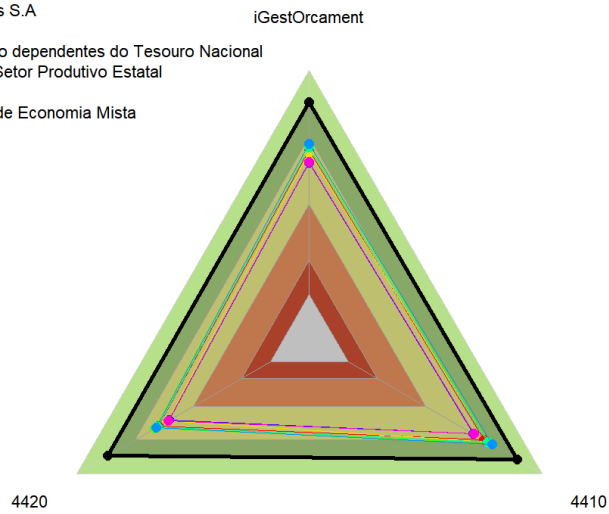 s S.A
iGestOrcament
o dependentes do Tesouro Nacional
Setor Produtivo Estatal
de Economia Mista
4420
4410